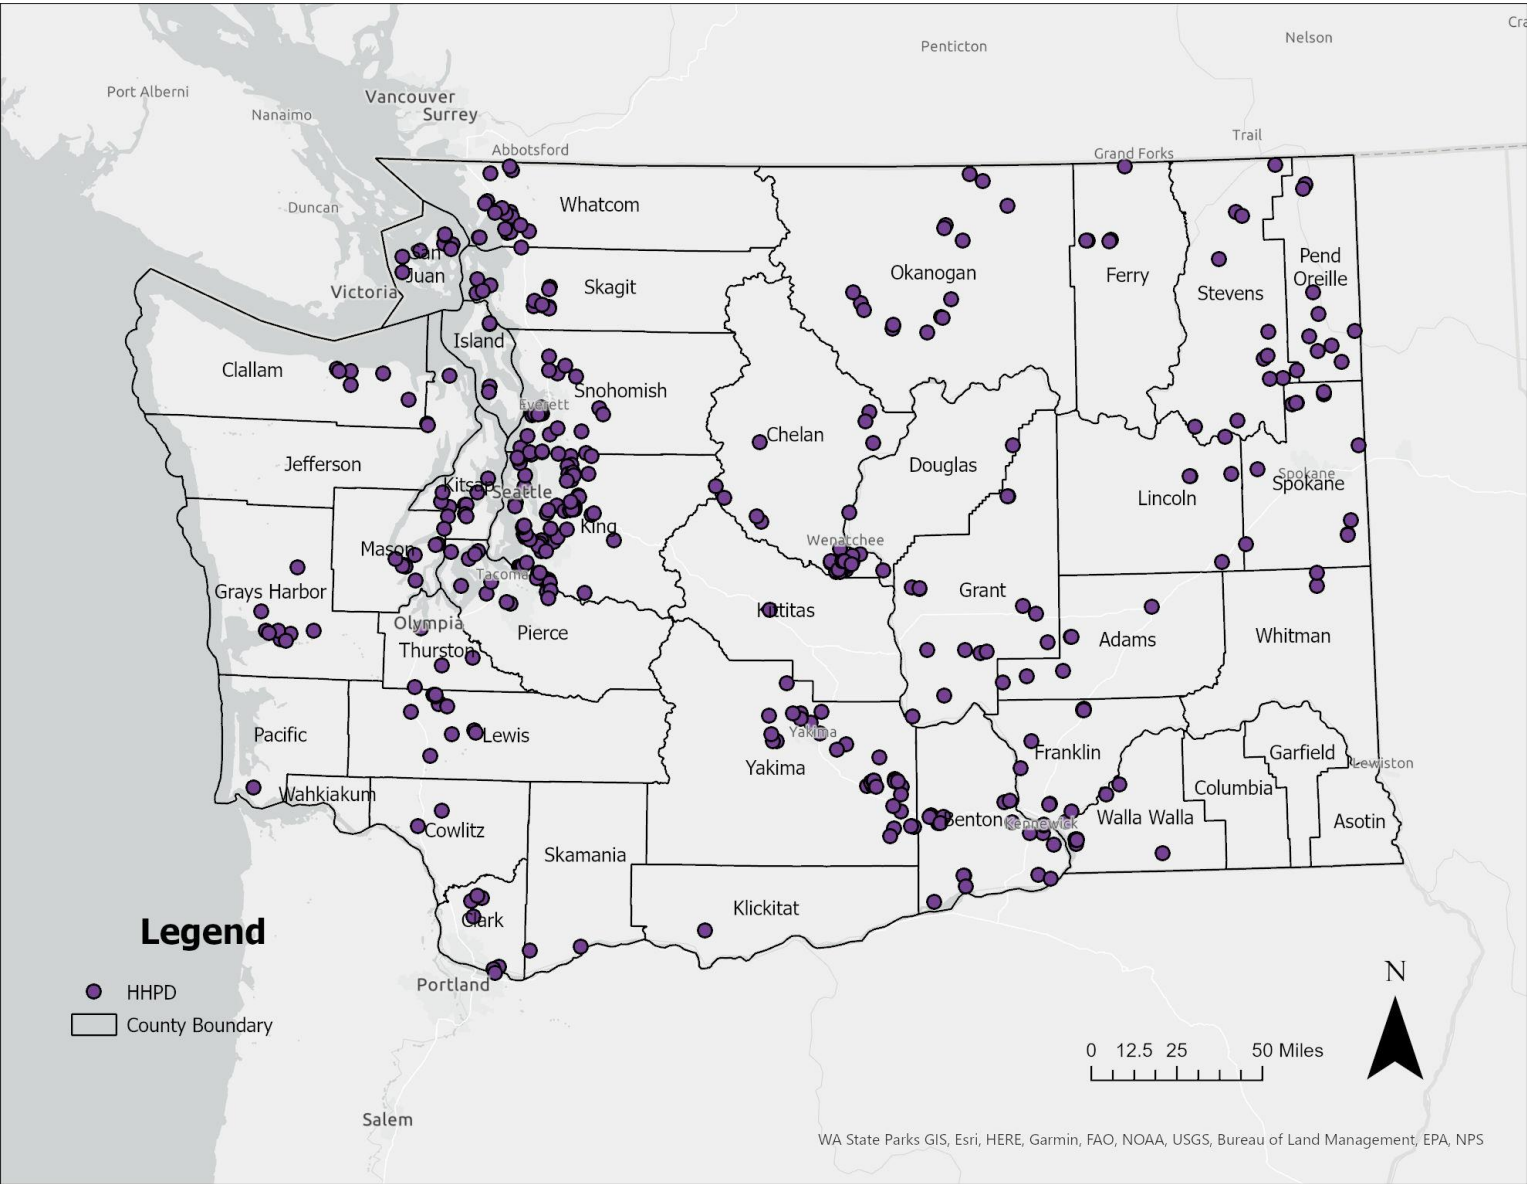 Cra
Nelson
Penticton
Port Alberni
Vancouver
Surrey
Nanaimo
Trail
Abbotsford
Grand Forks
Duncan
Whatcom
San
Juan
Victoria
Skagit
Okanogan
Ferry
Stevens
Pend
Oreille
Island
Clallam
Snohomish
Everett
Chelan
Jefferson
Douglas
Kitsap
Seattle
Lincoln
Spokane
Spokane
King
Wenatchee
Mason
Tacoma
Grays Harbor
Grant
Kittitas
Olympia
Pierce
Thurston
Adams
Whitman
Pacific
Lewis
Yakima
Yakima
Franklin
Garfield
Lewiston
Wahkiakum
Columbia
Cowlitz
Benton
Kennewick
Walla Walla
Asotin
Skamania
Klickitat
Clark
Portland
Legend
HHPD
County Boundary
N
0 12.5 25 50 Miles
Salem
WA State Parks GIS, Esri, HERE, Garmin, FAO, NOAA, USGS, Bureau of Land Management, EPA, NPS